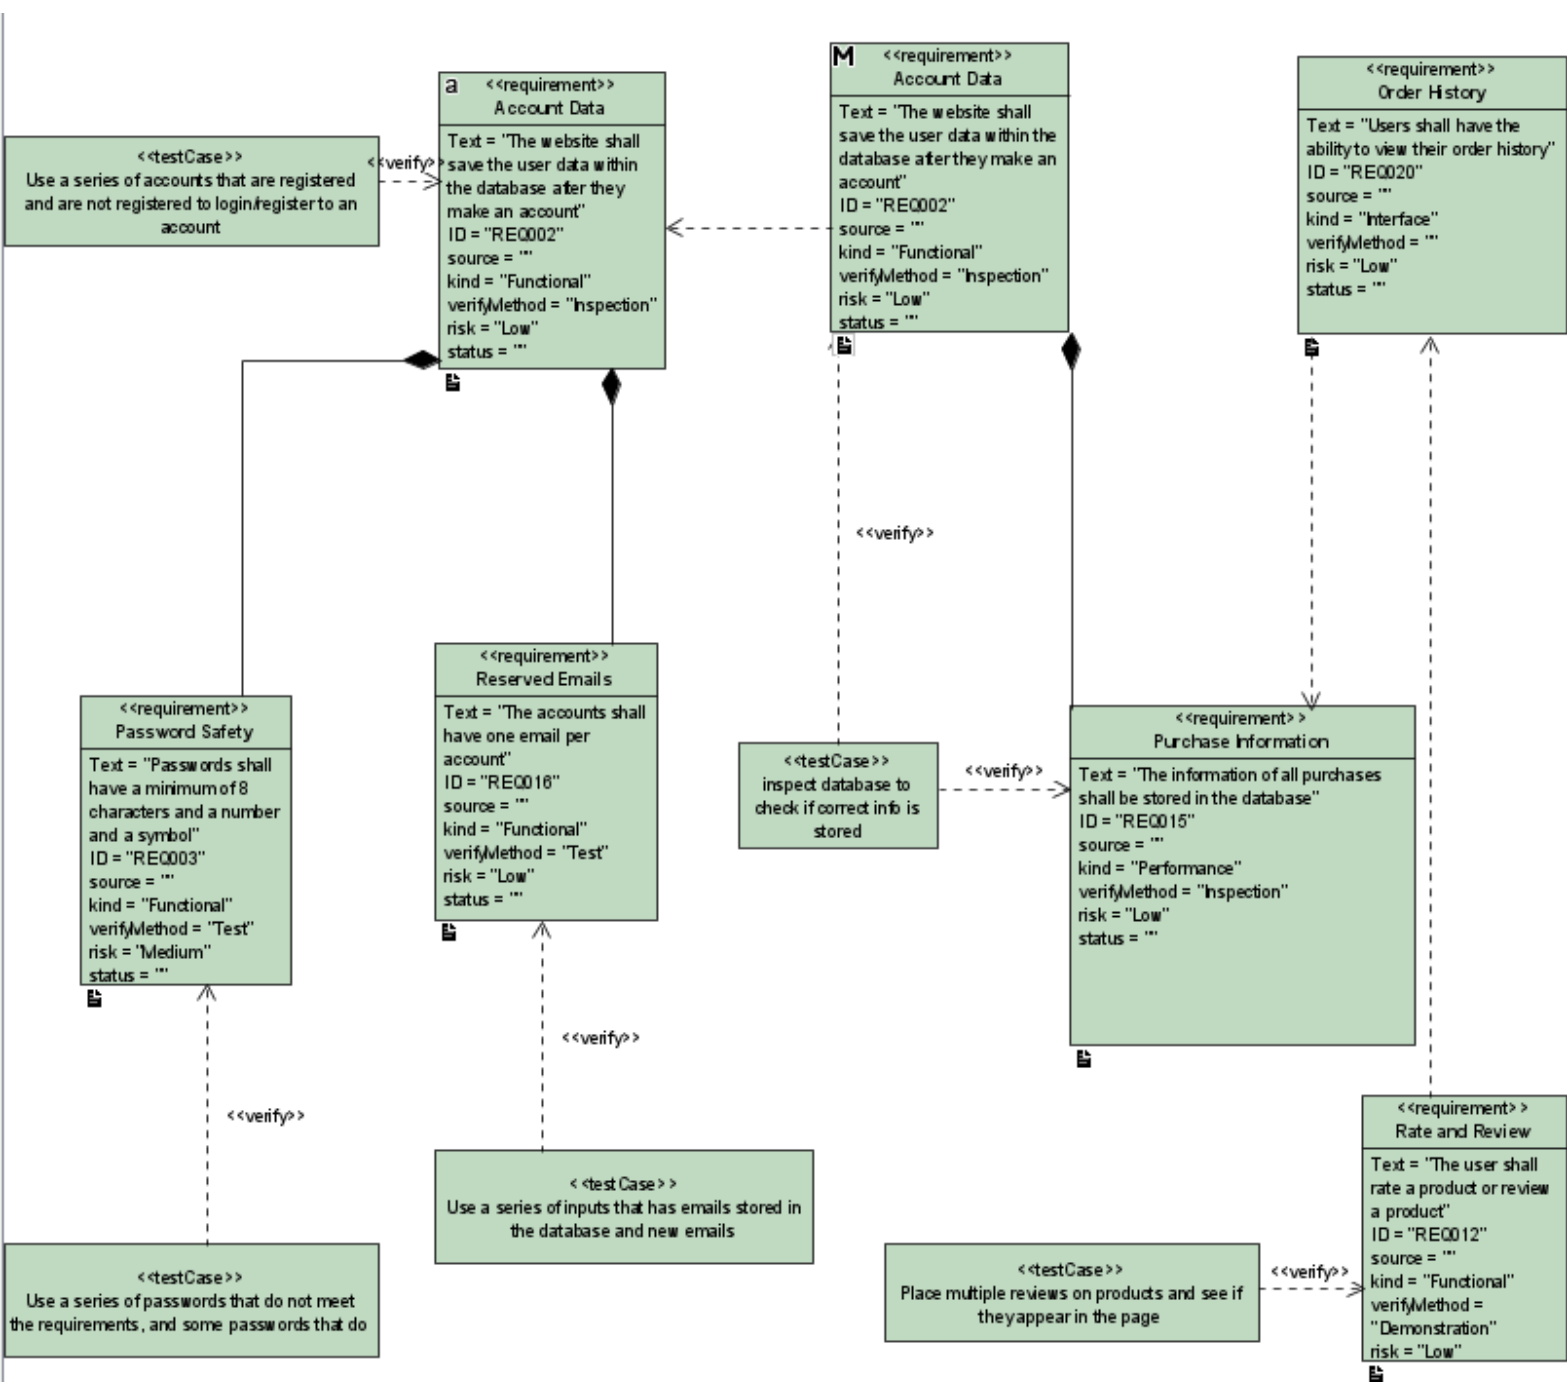 a
<<requirement>>
Account Data
Text = "The website shall
save the user data within
the database after they
make an account"
ID = "REQ002"
source = ""
kind = "Functional"
verifyMethod = "Inspection"
risk = "Low"
status = ""
M
<<requirement>>
Account Data
Text = "The website shall
save the user data within the
database after they make an
account"
ID = "REQ002"
source = ""
kind = "Functional"
verifyMethod = "Inspection"
risk = "Low"
status = ""
<<requirement>>
Order History
Text = "Users shall have the
ability to view their order history"
ID = "REQ020"
source = ""
kind = "Interface"
verifyMethod = ""
risk = "Low"
status = ""
<<testCase>>
Use a series of accounts that are registered
and are not registered to login/register to an
account
<<verify>>
<<verify>>
<<requirement>>
Password Safety
Text = "Passwords shall
have a minimum of 8
characters and a number
and a symbol"
ID = "REQ003"
source = ""
kind = "Functional"
verifyMethod = "Test"
risk = "Medium"
status = ""
<<requirement>>
Reserved Emails
Text = "The accounts shall
have one email per
account"
ID = "REQ016"
source = ""
kind = "Functional"
verifyMethod = "Test"
risk = "Low"
status = ""
<<testCase>>
inspect database to
check if correct info is
stored
<<verify>>
<<requirement>>
Purchase Information
Text = "The information of all purchases
shall be stored in the database"
ID = "REQ015"
source = ""
kind = "Performance"
verifyMethod = "Inspection"
risk = "Low"
status = ""
<<verify>>
<<verify>>
<<testCase>>
Use a series of passwords that do not meet
the requirements, and some passwords that do
<<testCase>>
Use a series of inputs that has emails stored in
the database and new emails
<<testCase>>
Place multiple reviews on products and see if
they appear in the page
<<verify>>
<<requirement>>
Rate and Review
Text = "The user shall
rate a product or review
a product"
ID = "REQ012"
source = ""
kind = "Functional"
verifyMethod =
"Demonstration"
risk = "Low"